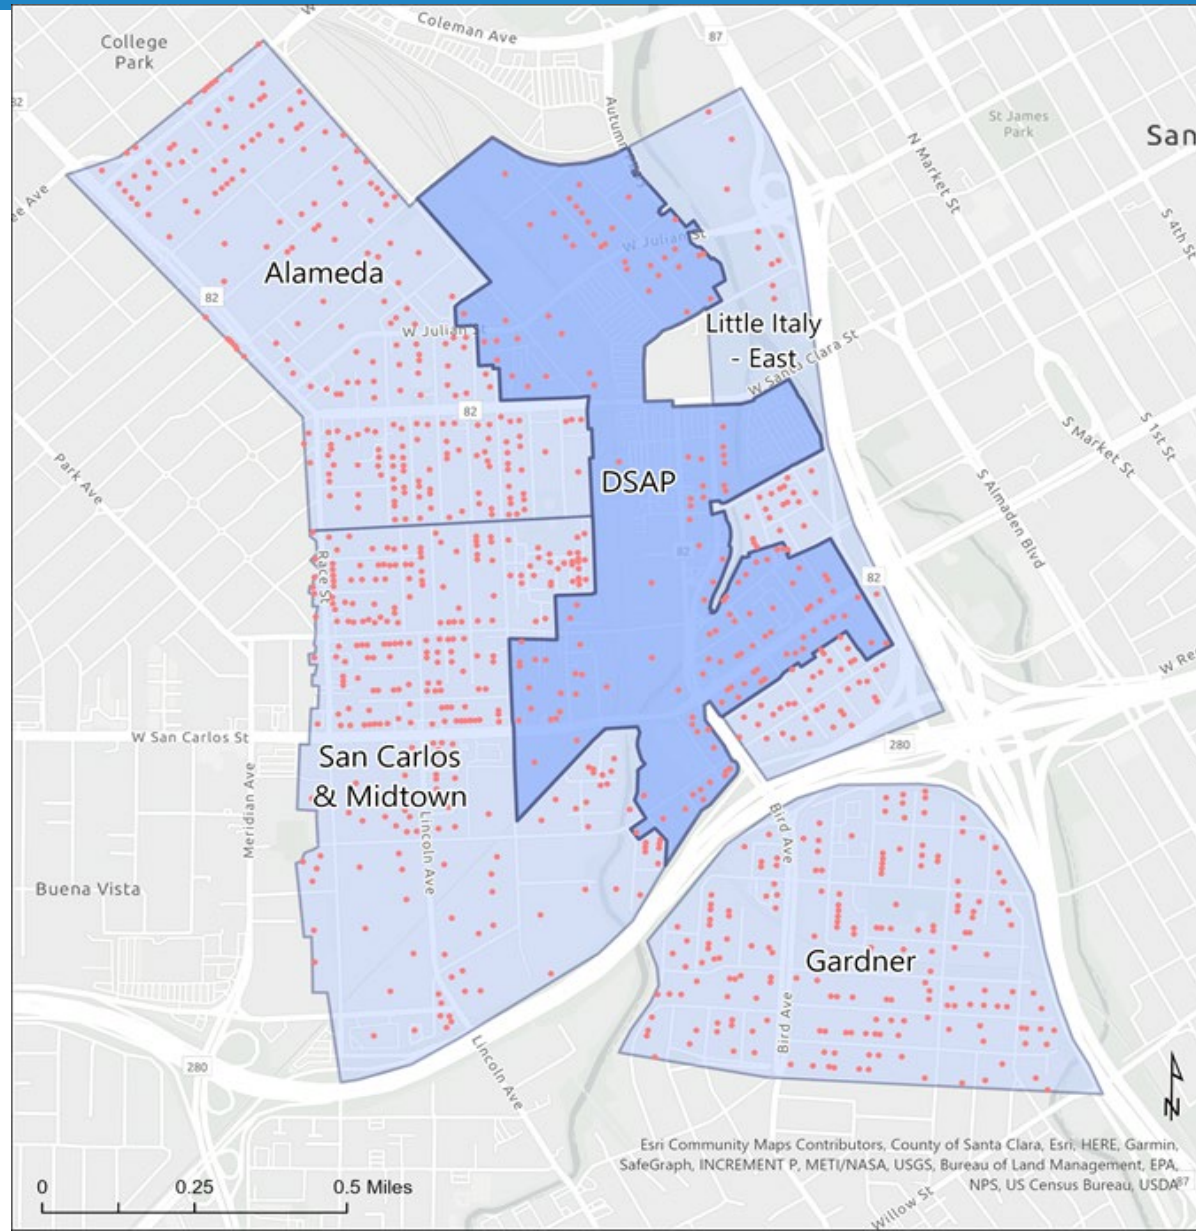 College
Park
Coleman Ave
87
St James
Park
San
82
Autumn
N Market St
S 4th St
W Julian St
Alameda
82
W Julian St
Little Italy
- East
W Santa Clara St
82
S Market St
S 1st St
Park Ave
DSAP
S Almaden Blvd
82
82
Race St
W Re
W San Carlos St
San Carlos
& Midtown
280
Meridian Ave
Lincoln Ave
Bird Ave
Buena Vista
Gardner
Bird Ave
Lincoln Ave
280
N
Esri Community Maps Contributors, County of Santa Clara, Esri, HERE, Garmin,
SafeGraph, INCREMENT P, METI/NASA, USGS, Bureau of Land Management, EPA,
NPS, US Census Bureau, USDA
87
0 0.25 0.5 Miles
Willow St